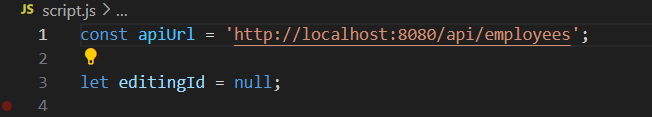 JS script.js > ...
1 const apiUrl = 'http://localhost:8080/api/employees';
2
3 let editingId = null;
4